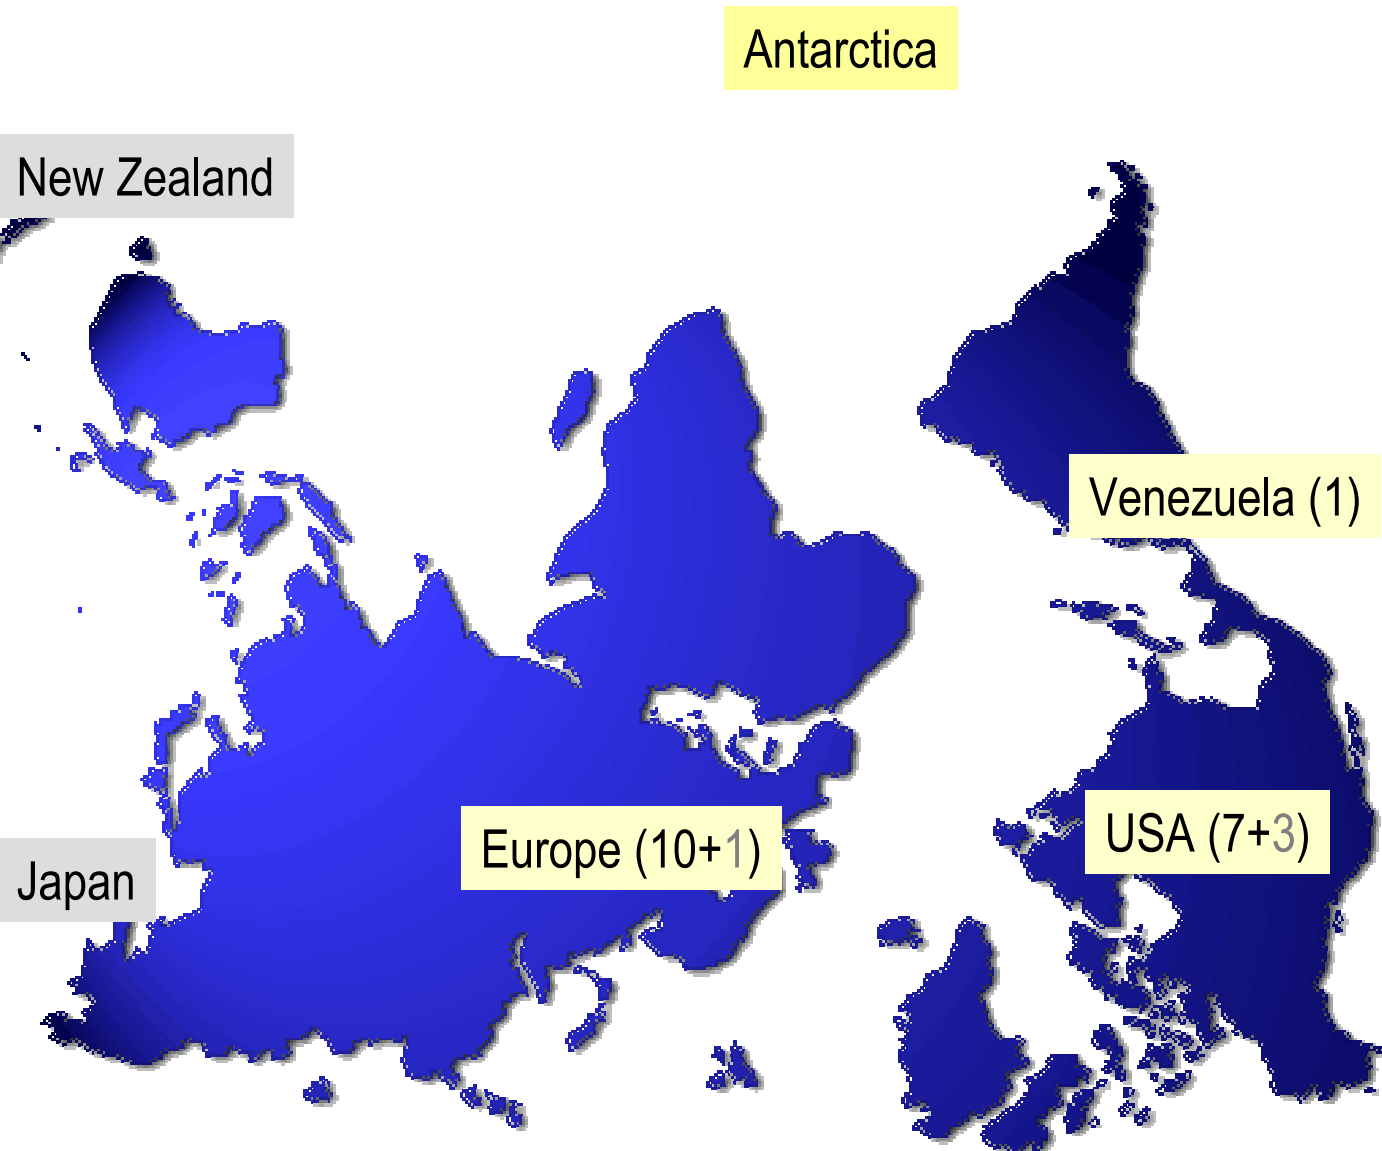 Antarctica
New Zealand
Venezuela (1)
Europe (10+1)
USA (7+3)
Japan